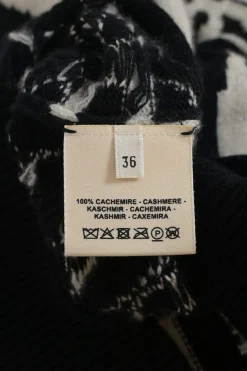 36
100% CACHEMIRE - CASHMERE -
KASCHMIR - CACHEMIRA -
KASHMIR - CAXEMIRA